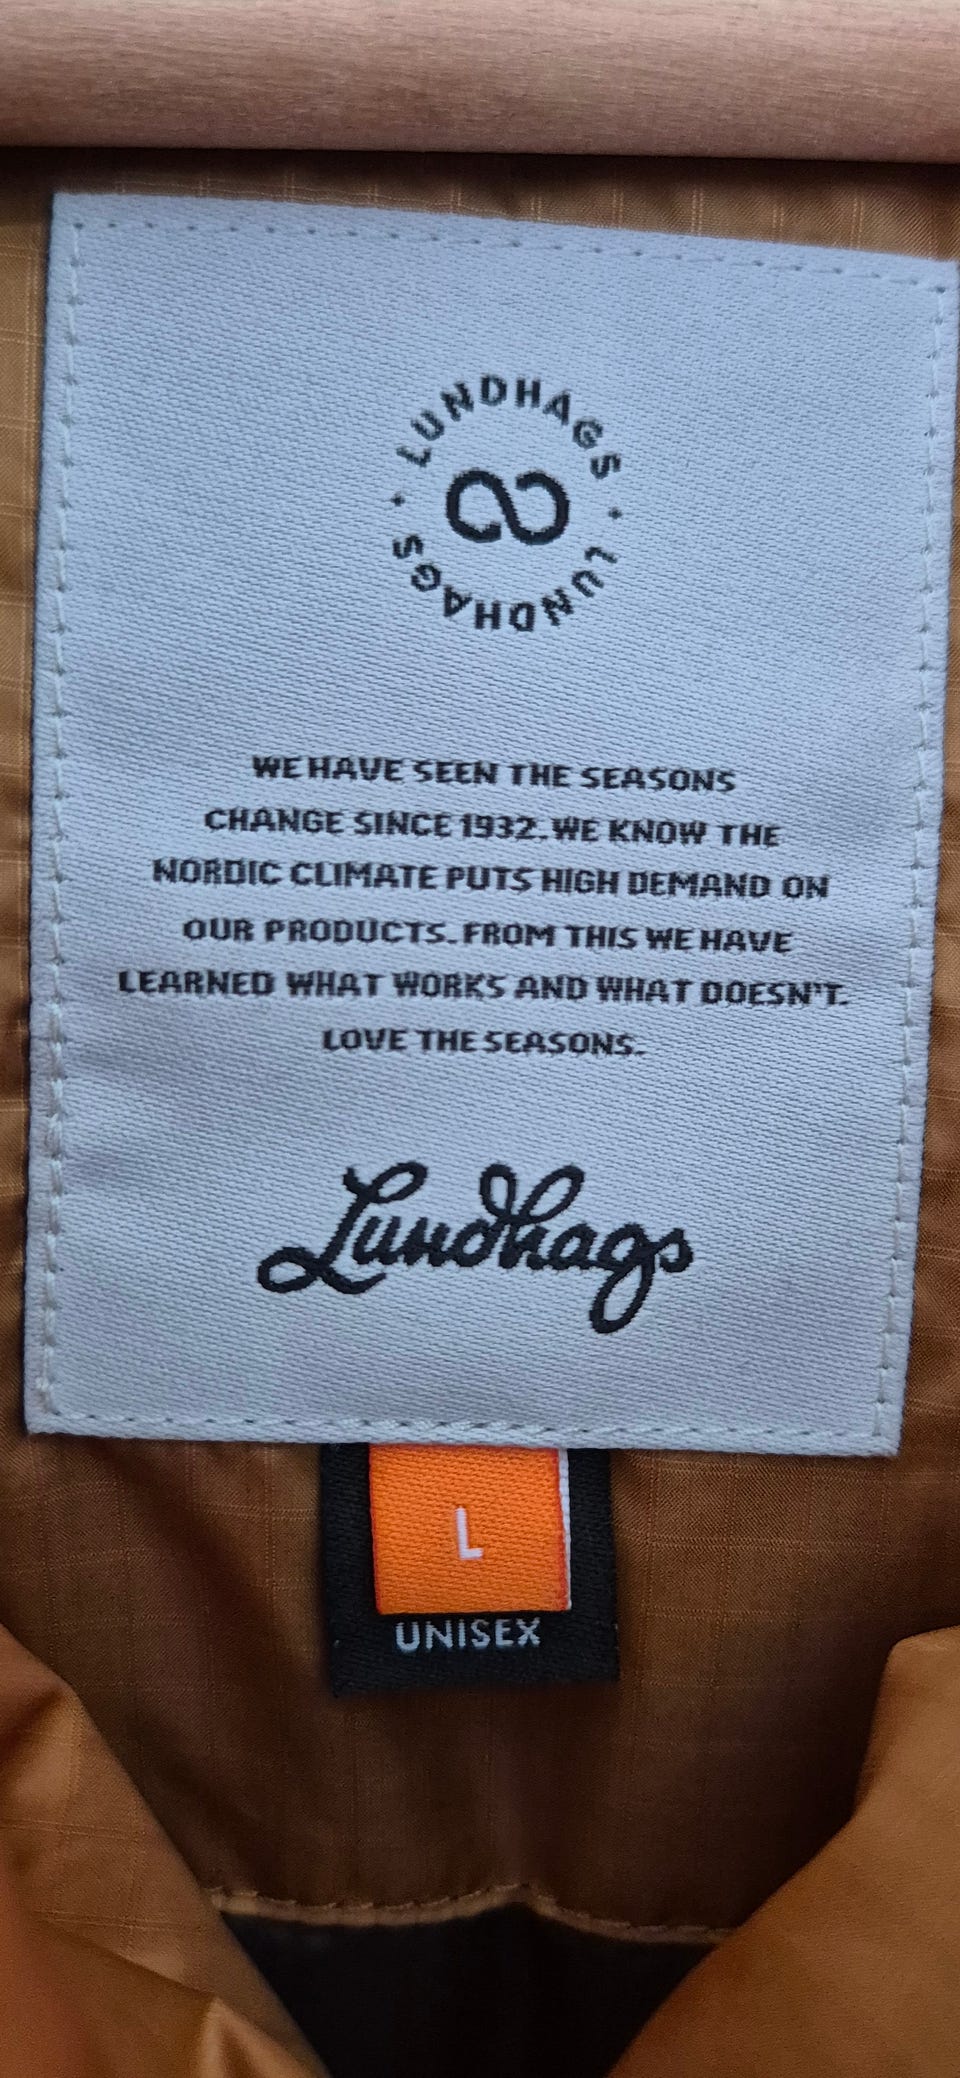 · LUNDHAGS · LUNDHAGS
WE HAVE SEEN THE SEASONS
CHANGE SINCE 1932. WE KNOW THE
NORDIC CLIMATE PUTS HIGH DEMAND ON
OUR PRODUCTS. FROM THIS WE HAVE
LEARNED WHAT WORKS AND WHAT DOESN'T.
LOVE THE SEASONS.
Lundhags
L
UNISEX